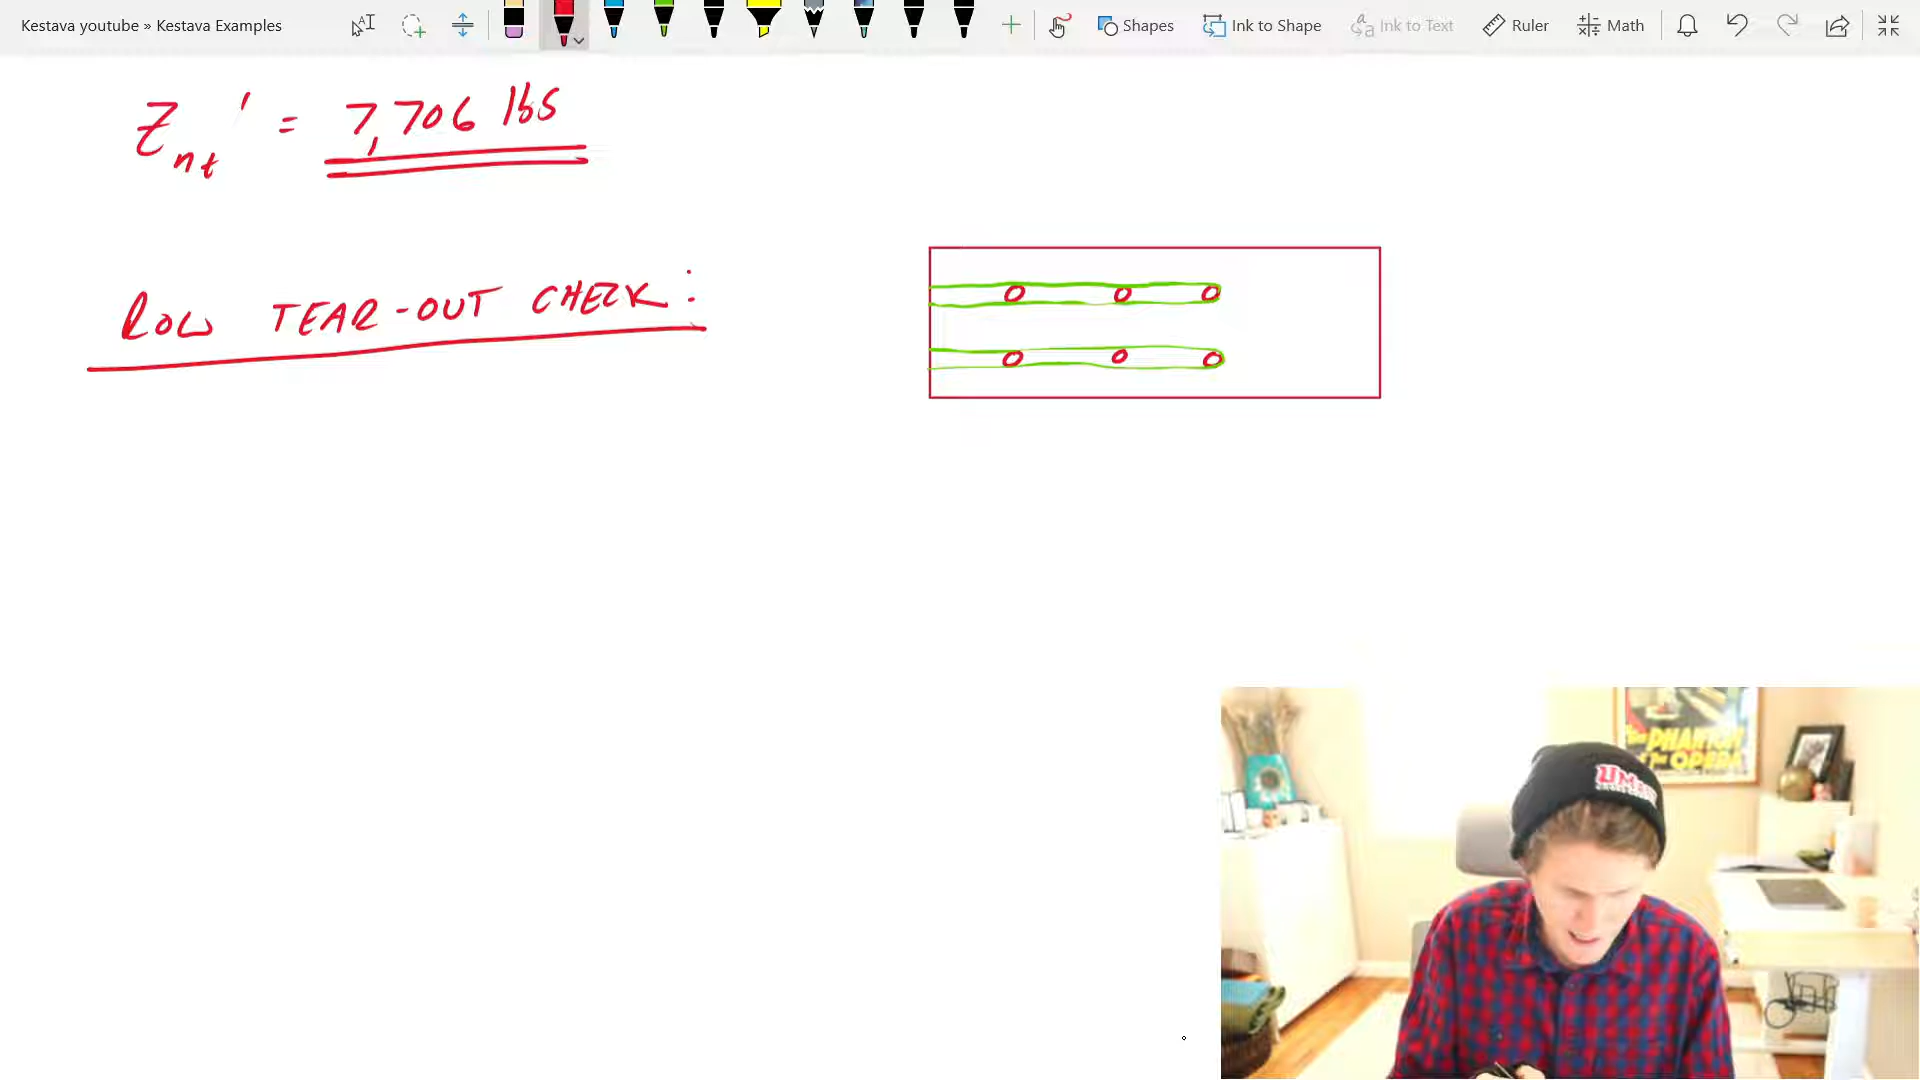 Kestava youtube » Kestava Examples
Shapes
Ink to Shape
Ink to Text
Ruler
Math
Znt' = 7,706 lbs
ROW TEAR-OUT CHECK:
PHANTOM
OPERA
UMASS